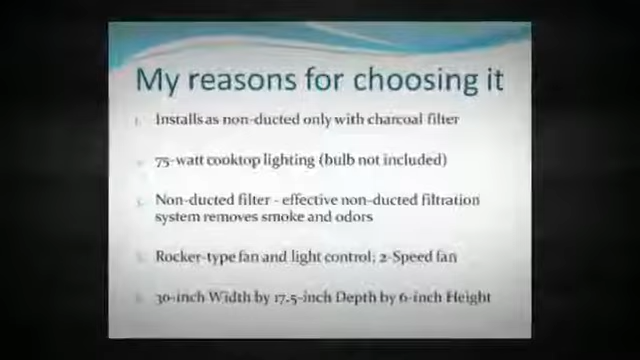 My reasons for choosing it
Installs as non-ducted only with charcoal filter
75-watt cooktop lighting (bulb not included)
Non-ducted filter - effective non-ducted filtration
system removes smoke and odors
Rocker-type fan and light control; 2-Speed fan
30-inch Width by 17.5-inch Depth by 6-inch Height